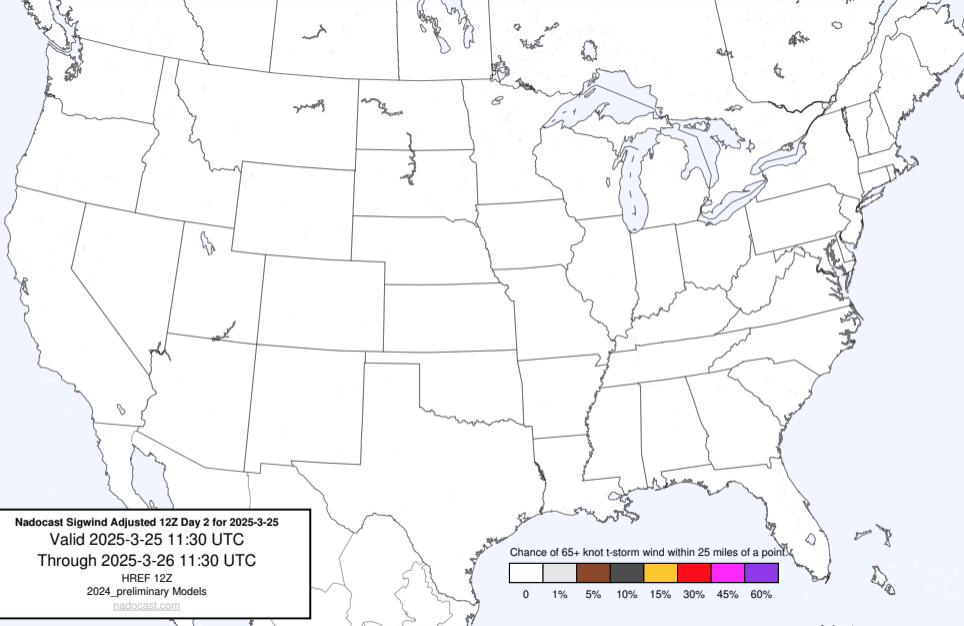 Nadocast Sigwind Adjusted 12Z Day 2 for 2025-3-25
Valid 2025-3-25 11:30 UTC
Through 2025-3-26 11:30 UTC
HREF 12Z
2024_preliminary Models
nadocast.com
Chance of 65+ knot t-storm wind within 25 miles of a point.
0 1% 5% 10% 15% 30% 45% 60%